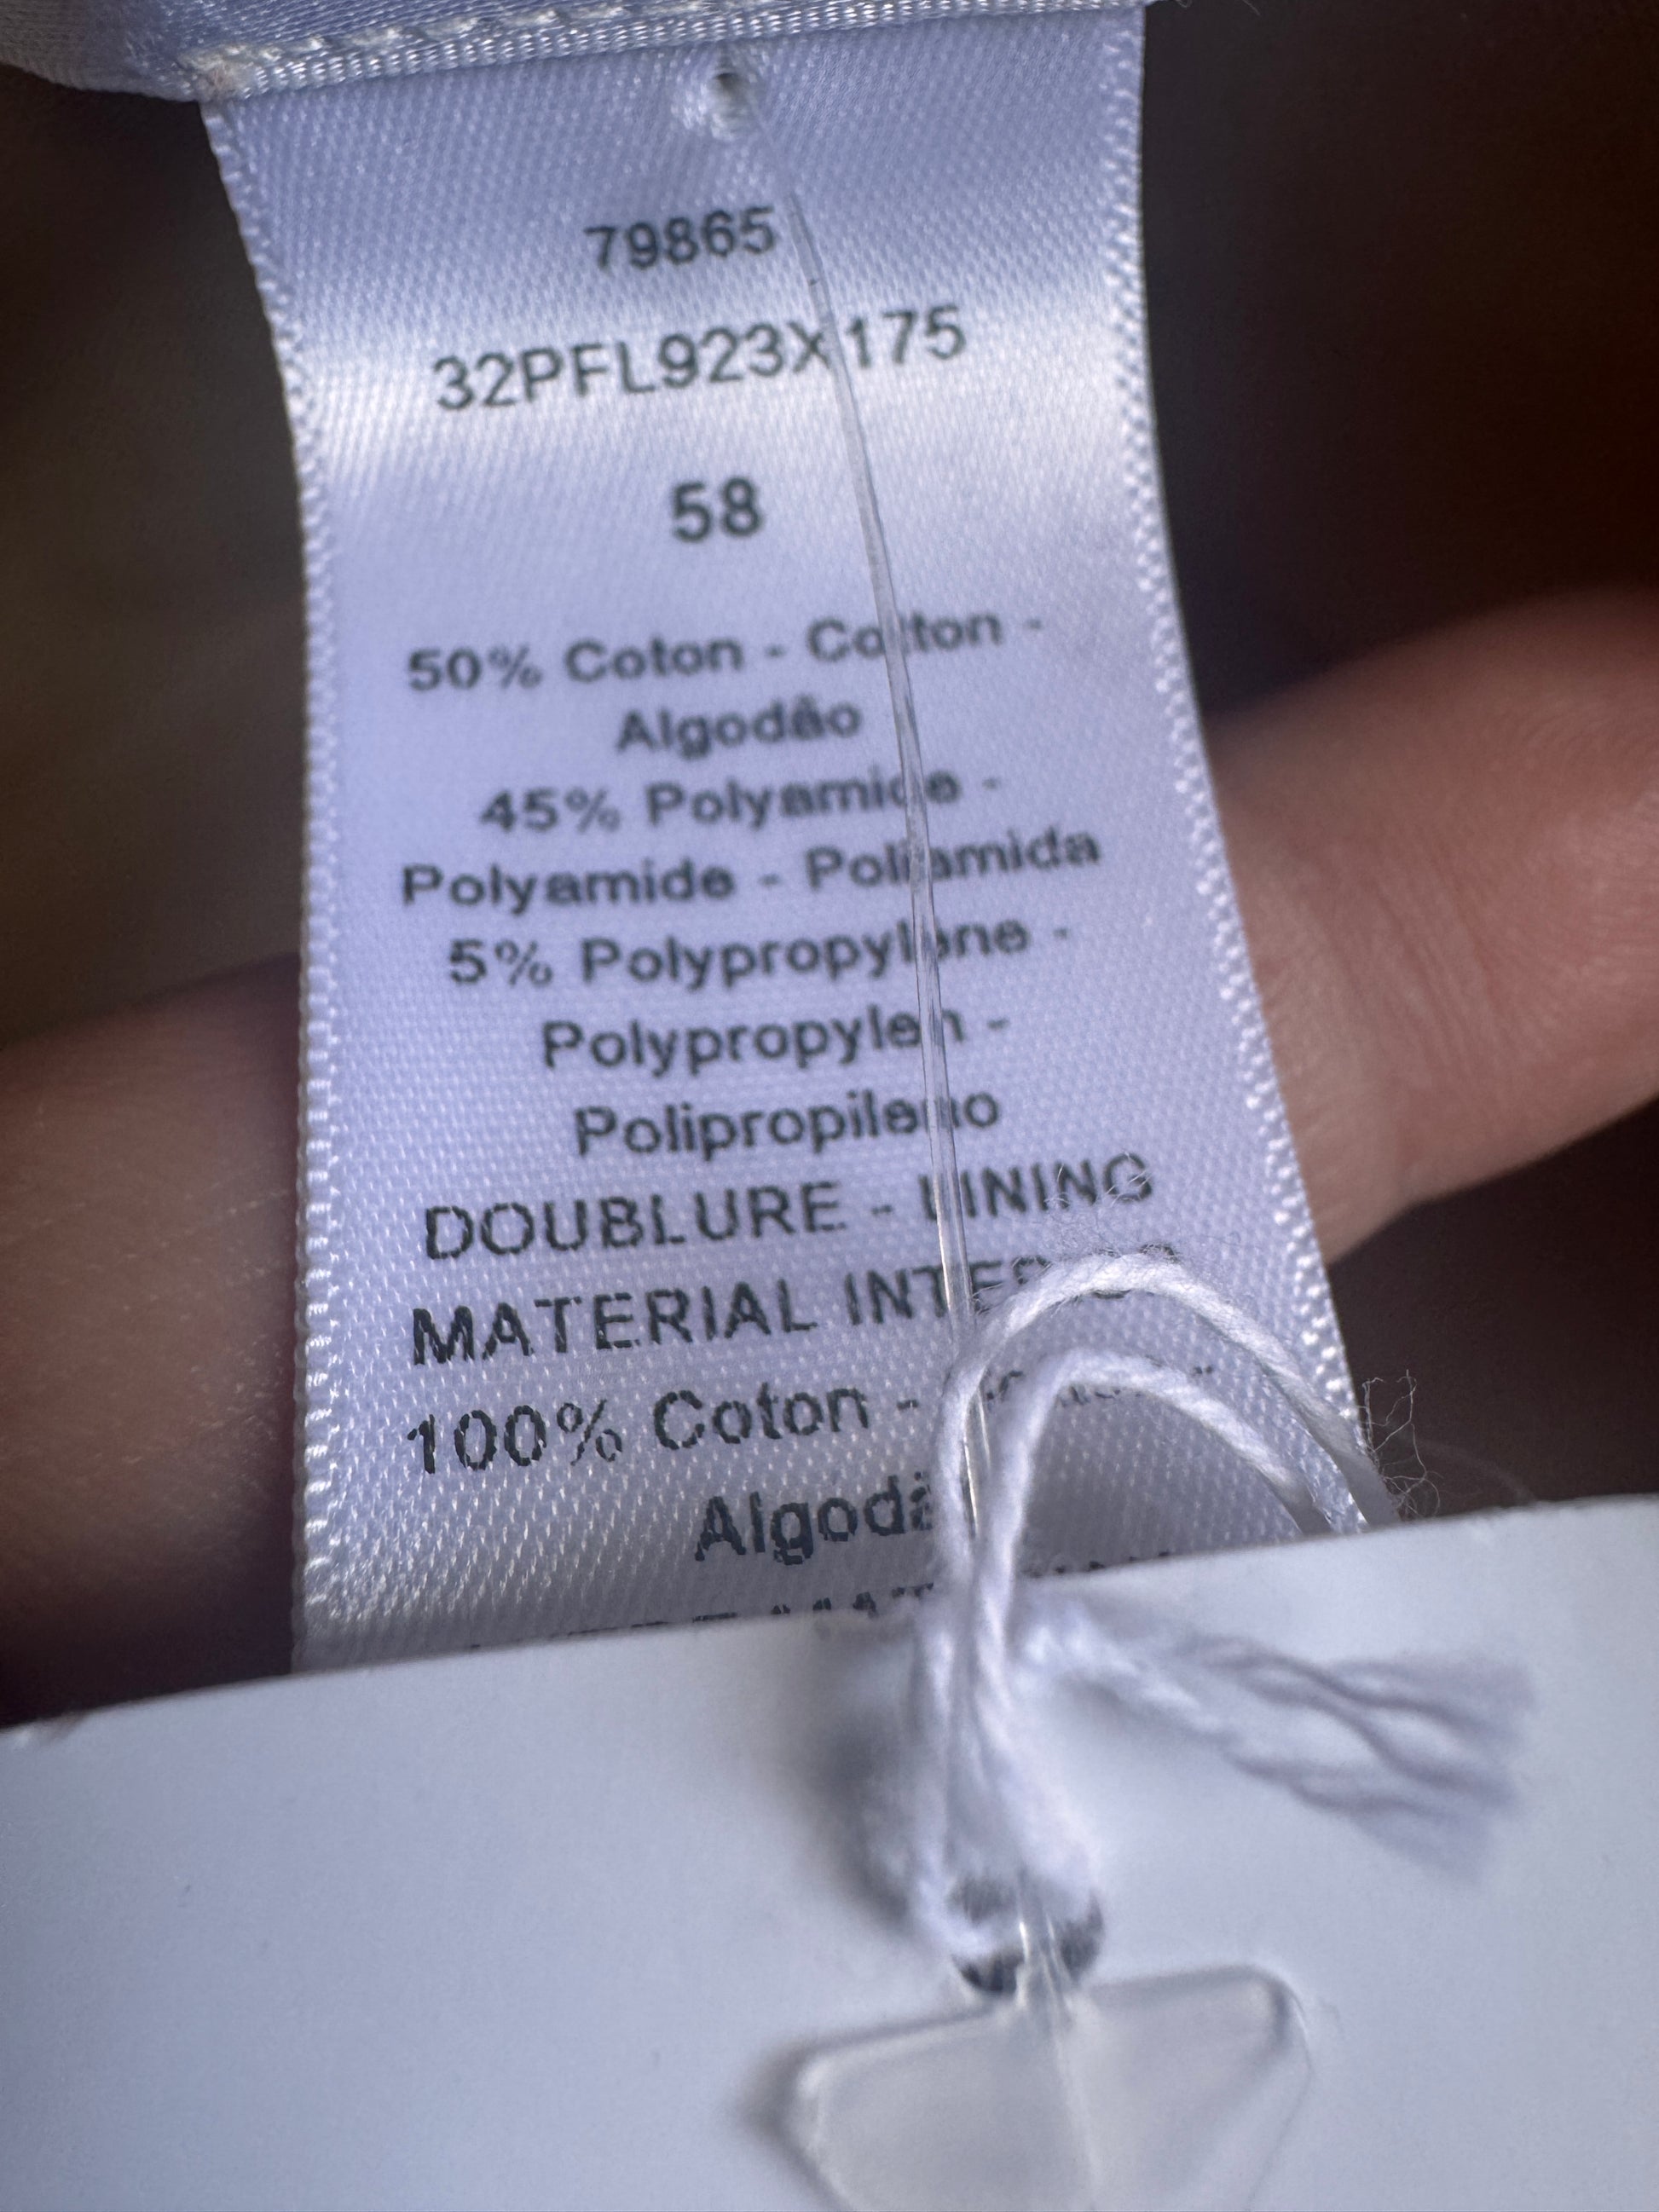 79865
32PFL923X175
58
50% Coton - Cotton -
Algodão
45% Polyamide -
Polyamide - Poliamida
5% Polypropylène -
Polypropylen -
Polipropileno
DOUBLURE - LINING
MATERIAL
100% Coton -